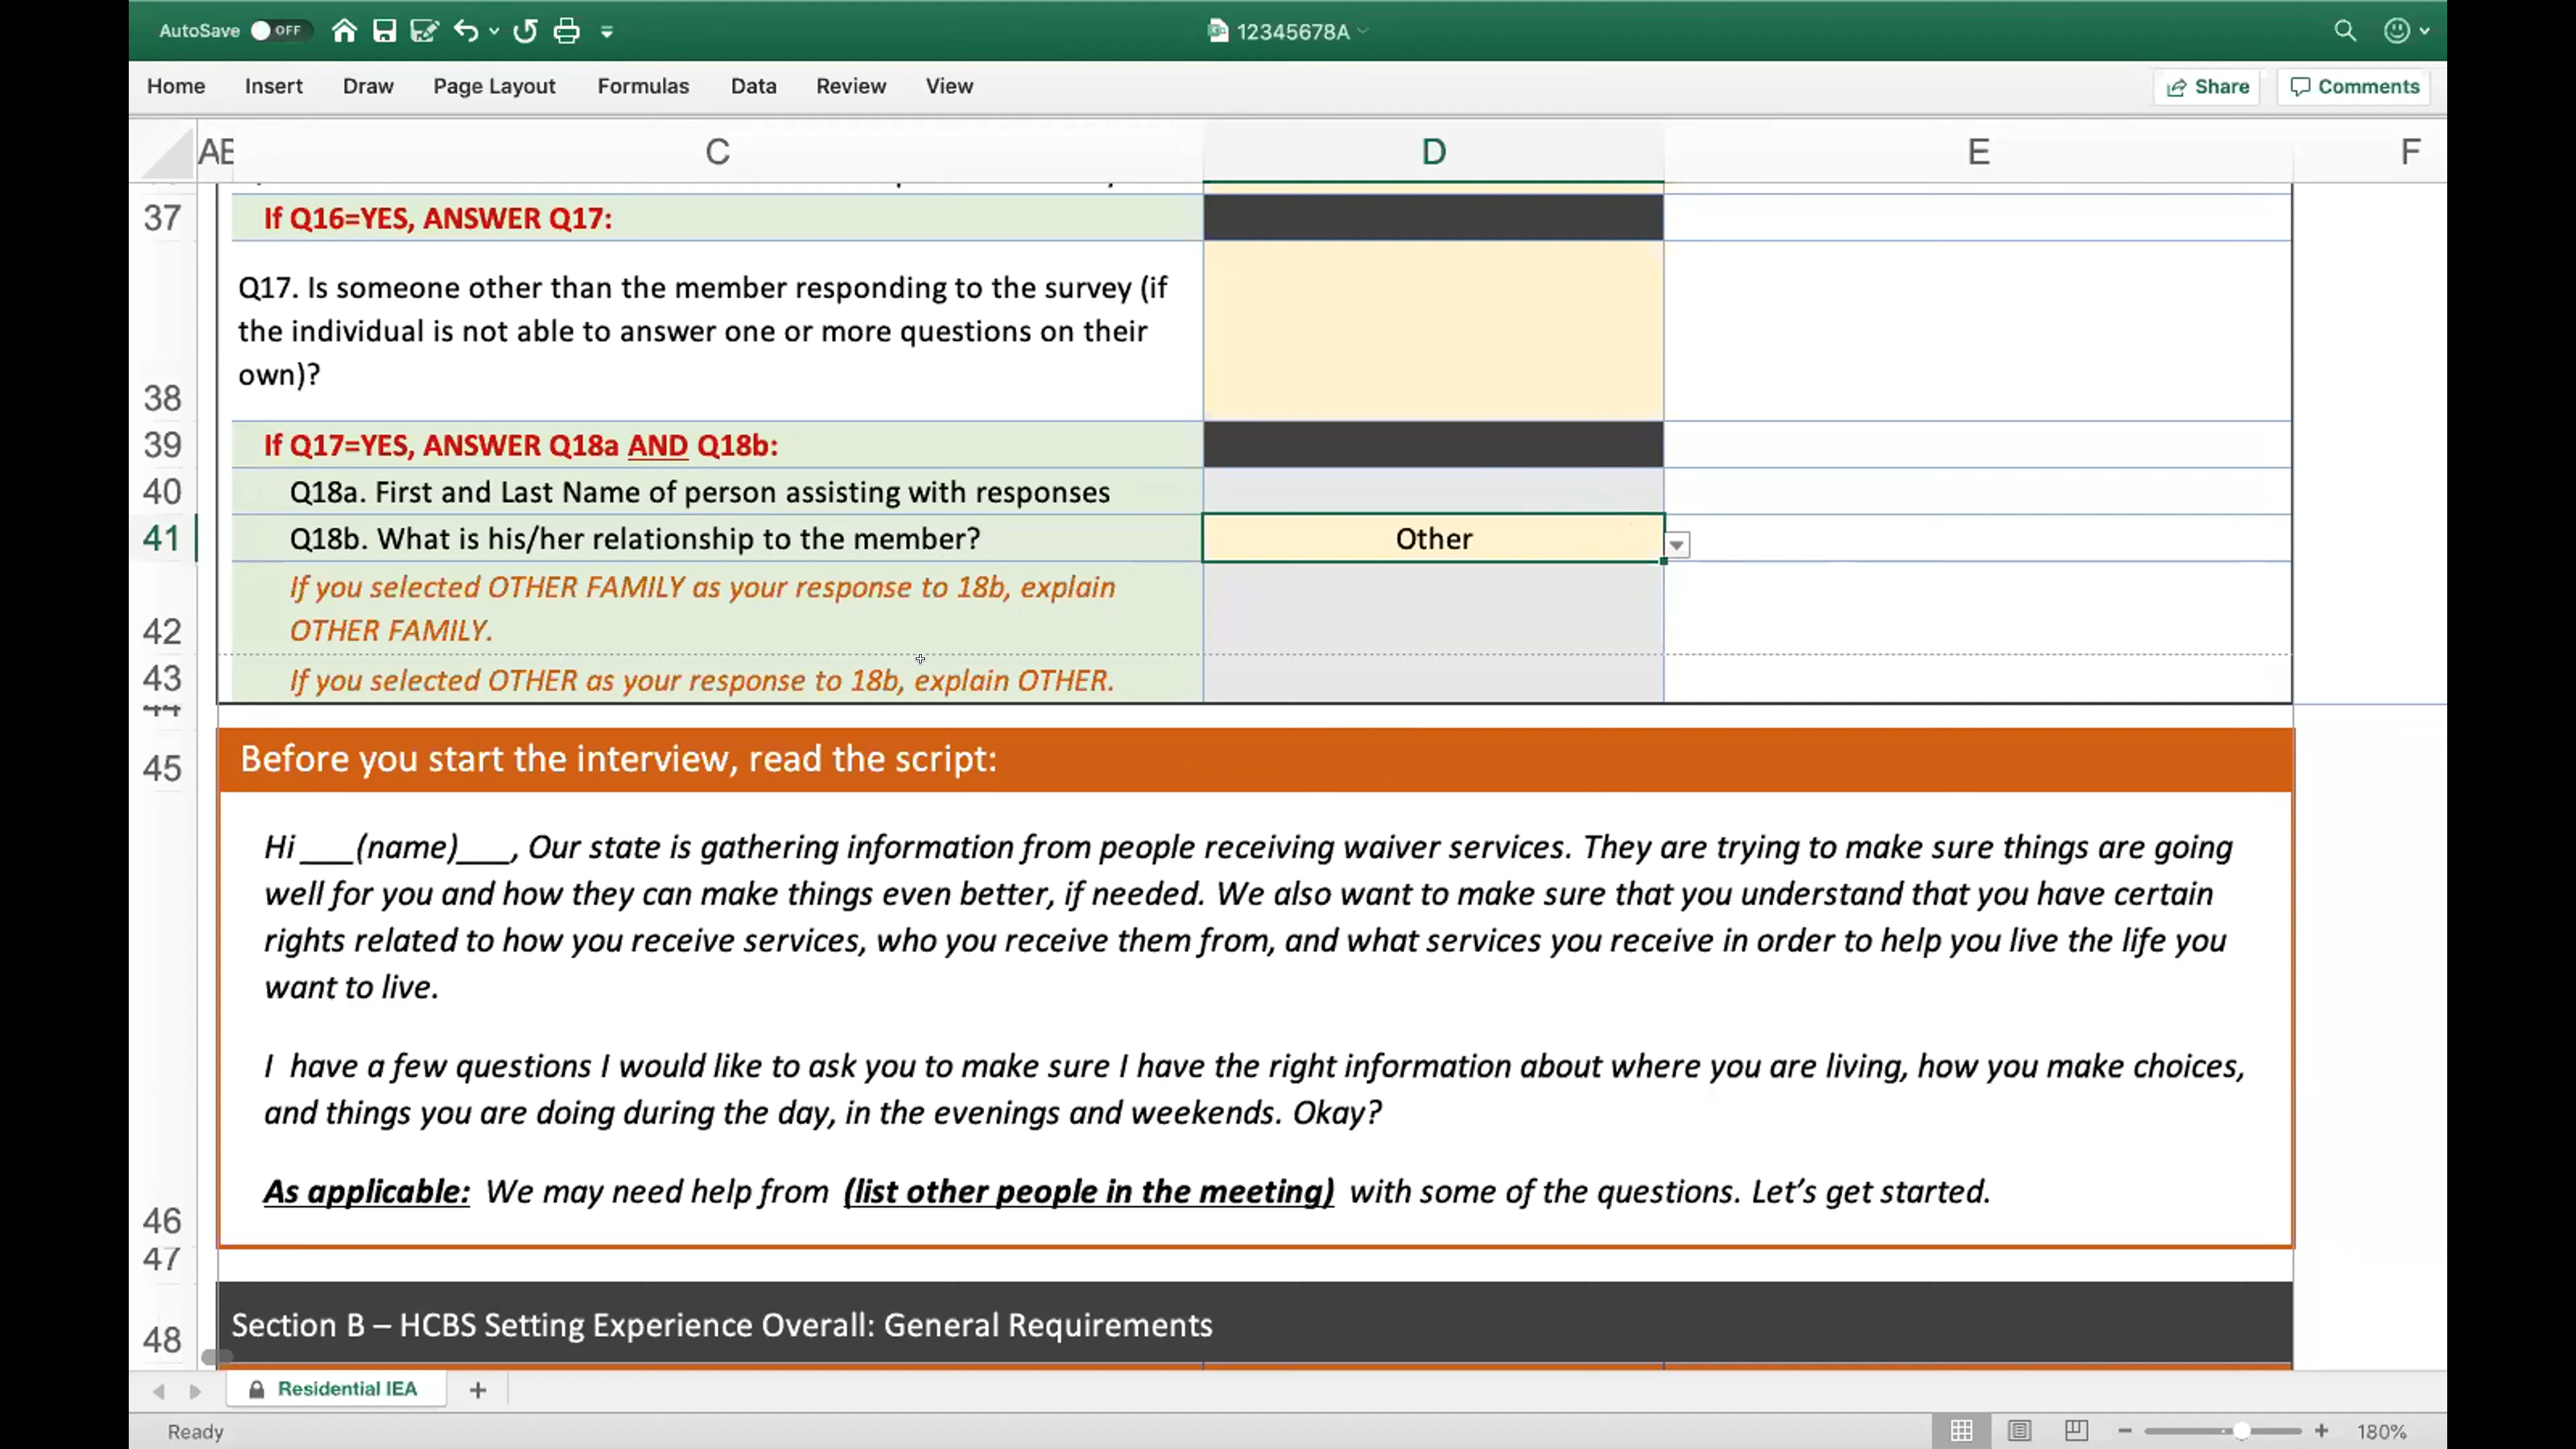 AutoSave OFF
12345678A
Home Insert Draw Page Layout Formulas Data Review View Share Comments
C D E F
37 If Q16=YES, ANSWER Q17:
Q17. Is someone other than the member responding to the survey (if
the individual is not able to answer one or more questions on their
own)?
38
39 If Q17=YES, ANSWER Q18a AND Q18b:
40 Q18a. First and Last Name of person assisting with responses
41 Q18b. What is his/her relationship to the member? Other
If you selected OTHER FAMILY as your response to 18b, explain
42 OTHER FAMILY.
43 If you selected OTHER as your response to 18b, explain OTHER.
45 Before you start the interview, read the script:
Hi ___(name)___, Our state is gathering information from people receiving waiver services. They are trying to make sure things are going
well for you and how they can make things even better, if needed. We also want to make sure that you understand that you have certain
rights related to how you receive services, who you receive them from, and what services you receive in order to help you live the life you
want to live.
I  have a few questions I would like to ask you to make sure I have the right information about where you are living, how you make choices,
and things you are doing during the day, in the evenings and weekends. Okay?
As applicable: We may need help from (list other people in the meeting) with some of the questions. Let's get started.
46
47
48 Section B – HCBS Setting Experience Overall: General Requirements
Residential IEA
Ready 180%